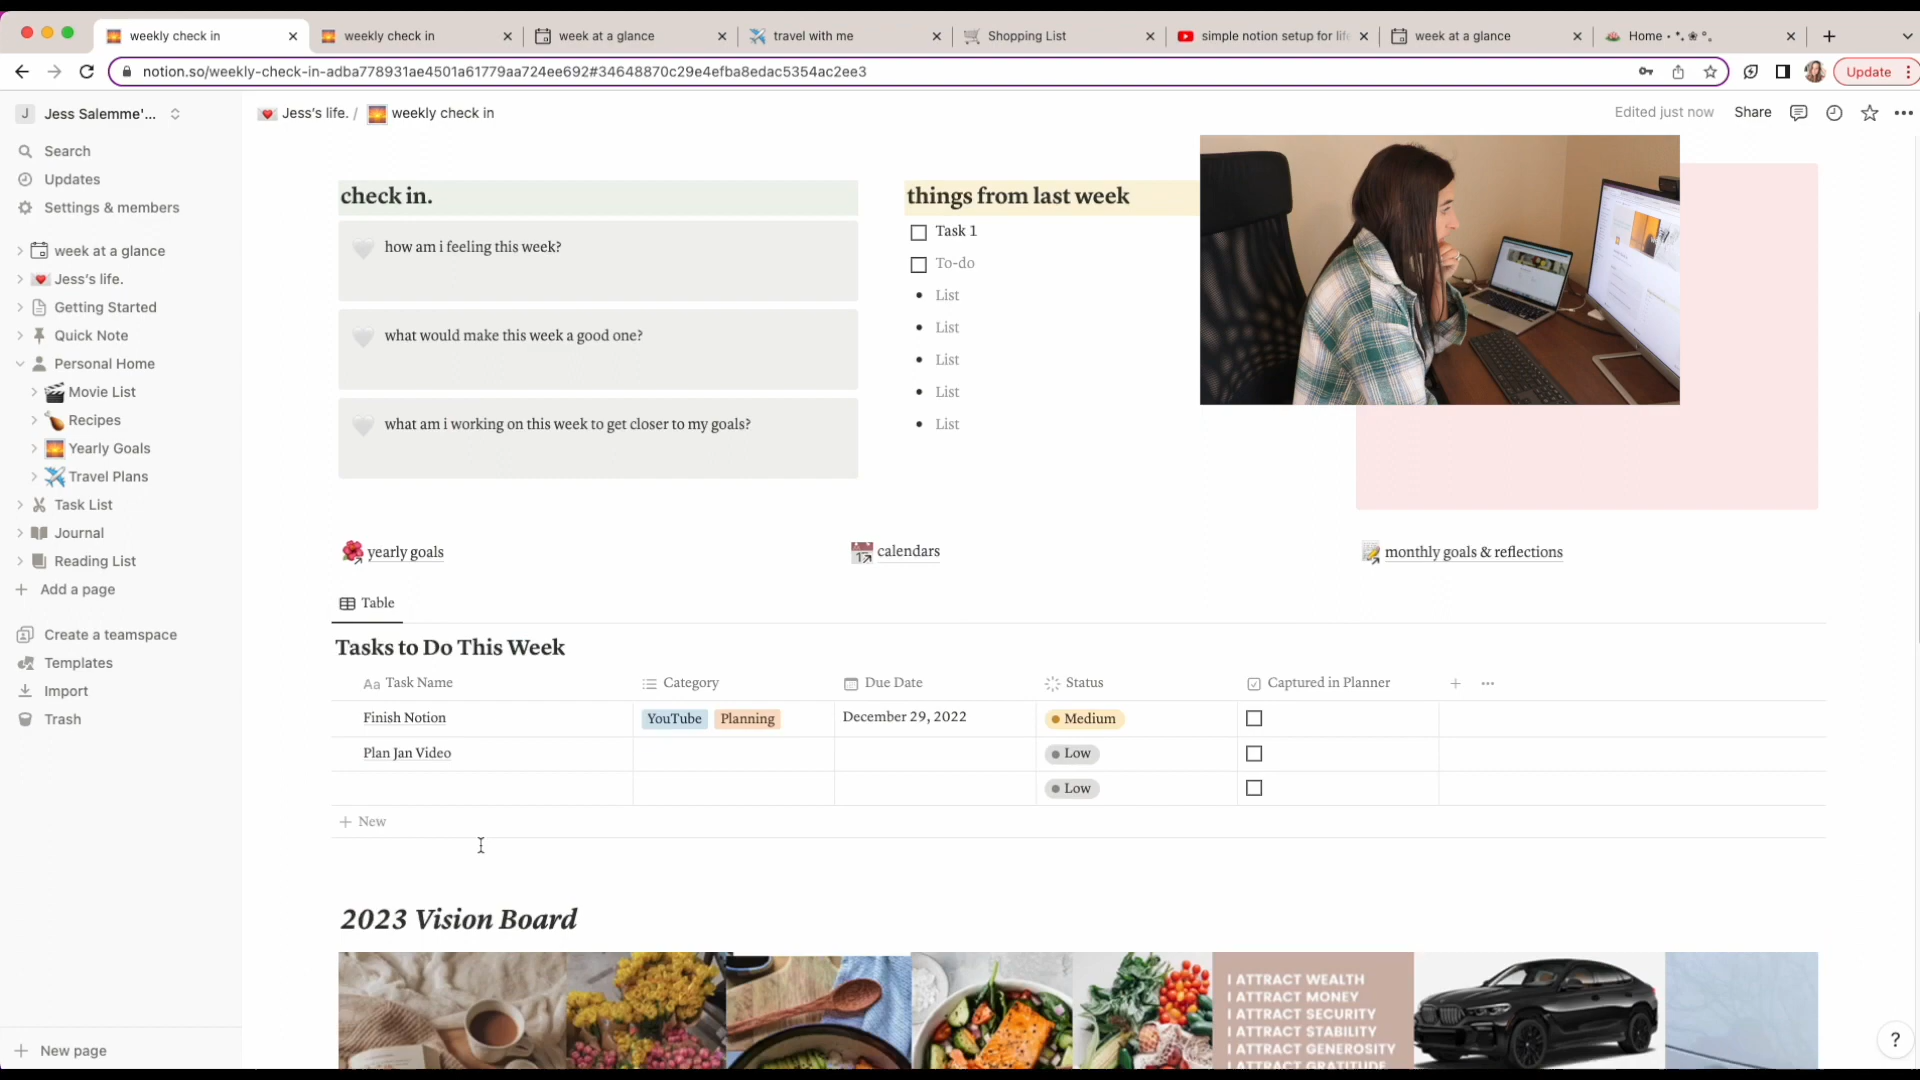 weekly check in
weekly check in
week at a glance
travel with me
Shopping List
simple notion setup for life
week at a glance
Home
notion.so/weekly-check-in-adba778931ae4501a61779aa724ee692#34648870c29e4efba8edac5354ac2ee3
Update
J Jess Salemme'...
Jess's life. / weekly check in
Edited just now
Share
Search
Updates
Settings & members
week at a glance
Jess's life.
Getting Started
Quick Note
Personal Home
Movie List
Recipes
Yearly Goals
Travel Plans
Task List
Journal
Reading List
Add a page
Create a teamspace
Templates
Import
Trash
New page
check in.
how am i feeling this week?
what would make this week a good one?
what am i working on this week to get closer to my goals?
things from last week
Task 1
To-do
List
List
List
List
List
yearly goals
calendars
monthly goals & reflections
Table
Tasks to Do This Week
Aa Task Name Category Due Date Status Captured in Planner
Finish Notion YouTube Planning December 29, 2022 Medium
Plan Jan Video Low
Low
New
2023 Vision Board
I ATTRACT WEALTH
I ATTRACT MONEY
I ATTRACT SECURITY
I ATTRACT STABILITY
I ATTRACT GENEROSITY
I ATTRACT GRATITUDE
?